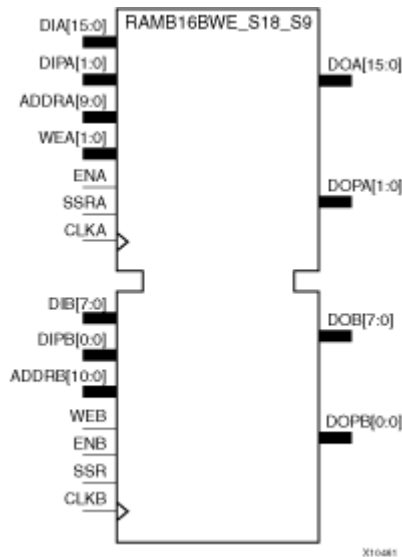 RAMB16BWE_S18_S9
DIA[15:0]
DIPA[1:0]
ADDRA[9:0]
WEA[1:0]
ENA
SSRA
CLKA
DOA[15:0]
DOPA[1:0]
DIB[7:0]
DIPB[0:0]
ADDRB[10:0]
WEB
ENB
SSR
CLKB
DOB[7:0]
DOPB[0:0]
X10461